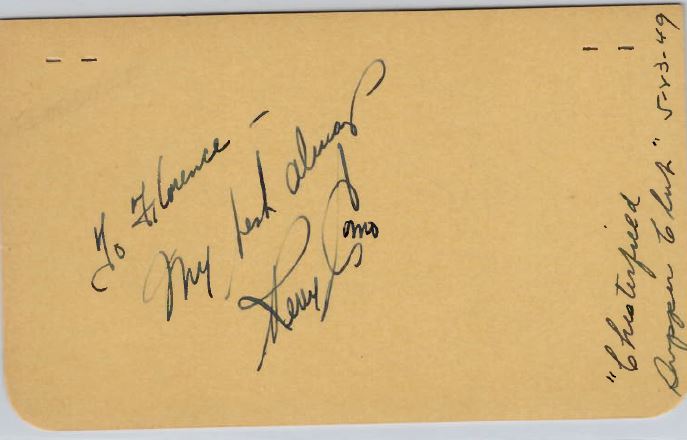 To Florence –
My best always
Perry Como
"Chesterfield
Supper Club" 5-23-49